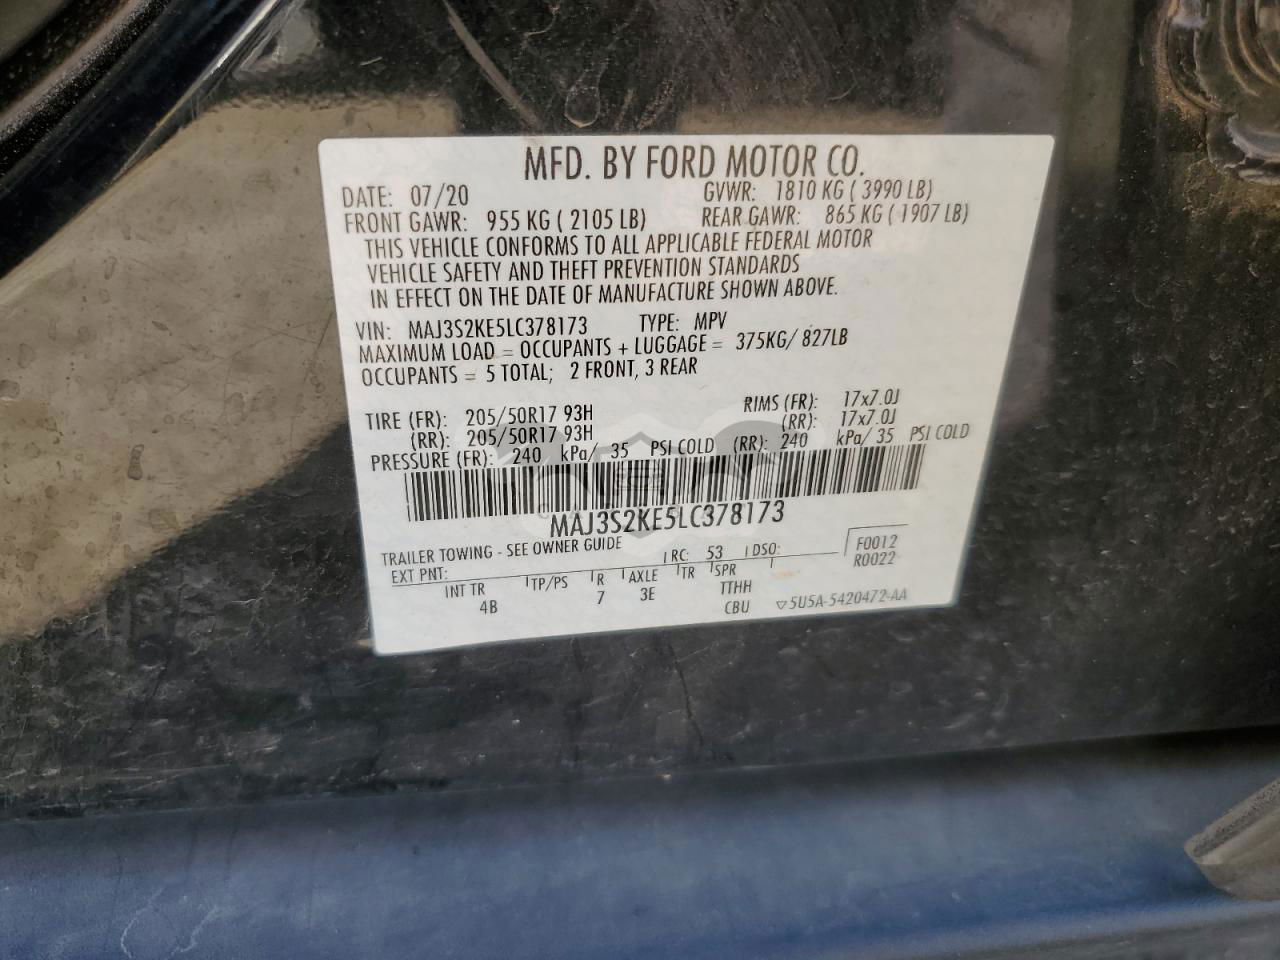 MFD. BY FORD MOTOR CO.
DATE: 07/20 GVWR: 1810 KG ( 3990 LB)
FRONT GAWR: 955 KG ( 2105 LB) REAR GAWR: 865 KG ( 1907 LB)
THIS VEHICLE CONFORMS TO ALL APPLICABLE FEDERAL MOTOR
VEHICLE SAFETY AND THEFT PREVENTION STANDARDS
IN EFFECT ON THE DATE OF MANUFACTURE SHOWN ABOVE.
VIN: MAJ3S2KE5LC378173 TYPE: MPV
MAXIMUM LOAD = OCCUPANTS + LUGGAGE = 375KG/ 827LB
OCCUPANTS = 5 TOTAL; 2 FRONT, 3 REAR
TIRE (FR): 205/50R17 93H RIMS (FR): 17x7.0J
(RR): 205/50R17 93H (RR): 17x7.0J
PRESSURE (FR): 240 kPa/ 35 PSI COLD (RR): 240 kPa/ 35 PSI COLD
MAJ3S2KE5LC378173
TRAILER TOWING - SEE OWNER GUIDE
EXT PNT: RC: 53 DSO: F0012
R0022
INT TR TP/PS R AXLE TR SPR
4B 7 3E TTHH
CBU ▽5U5A-5420472-AA